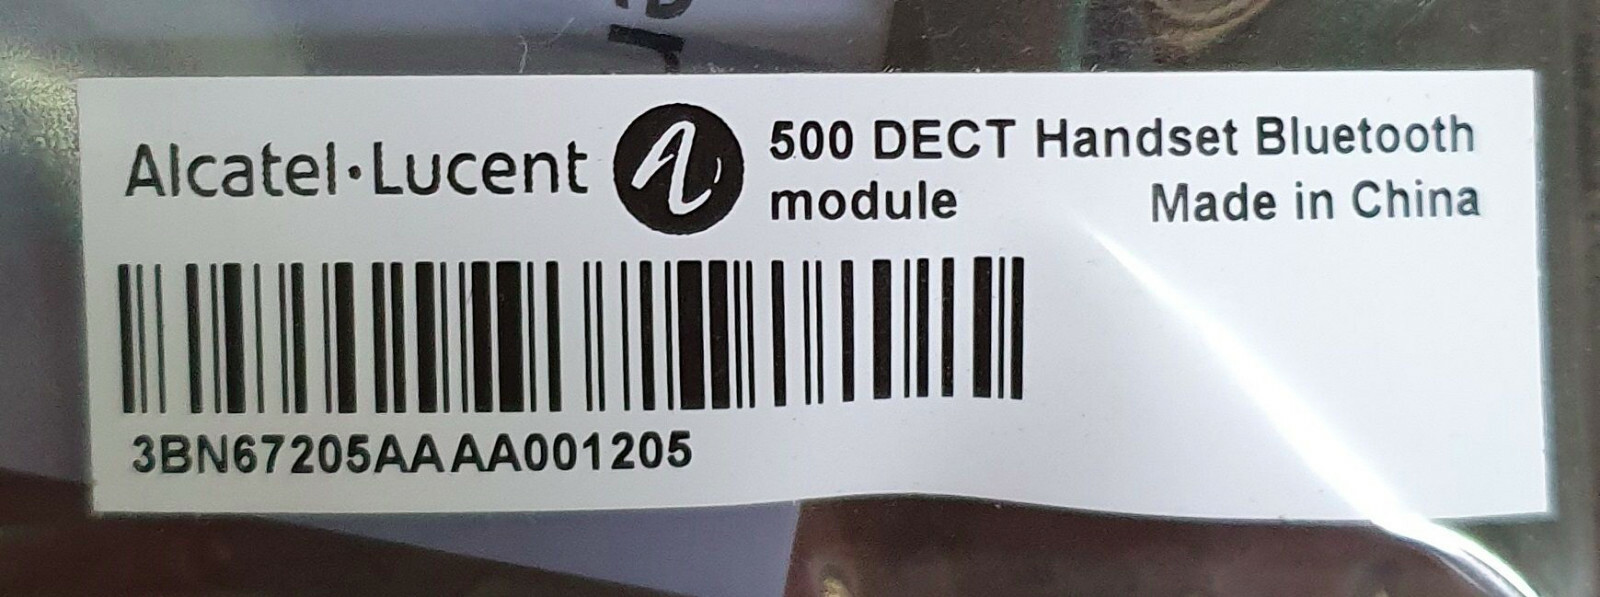 Alcatel·Lucent
500 DECT Handset Bluetooth
module Made in China
3BN67205AAAA001205